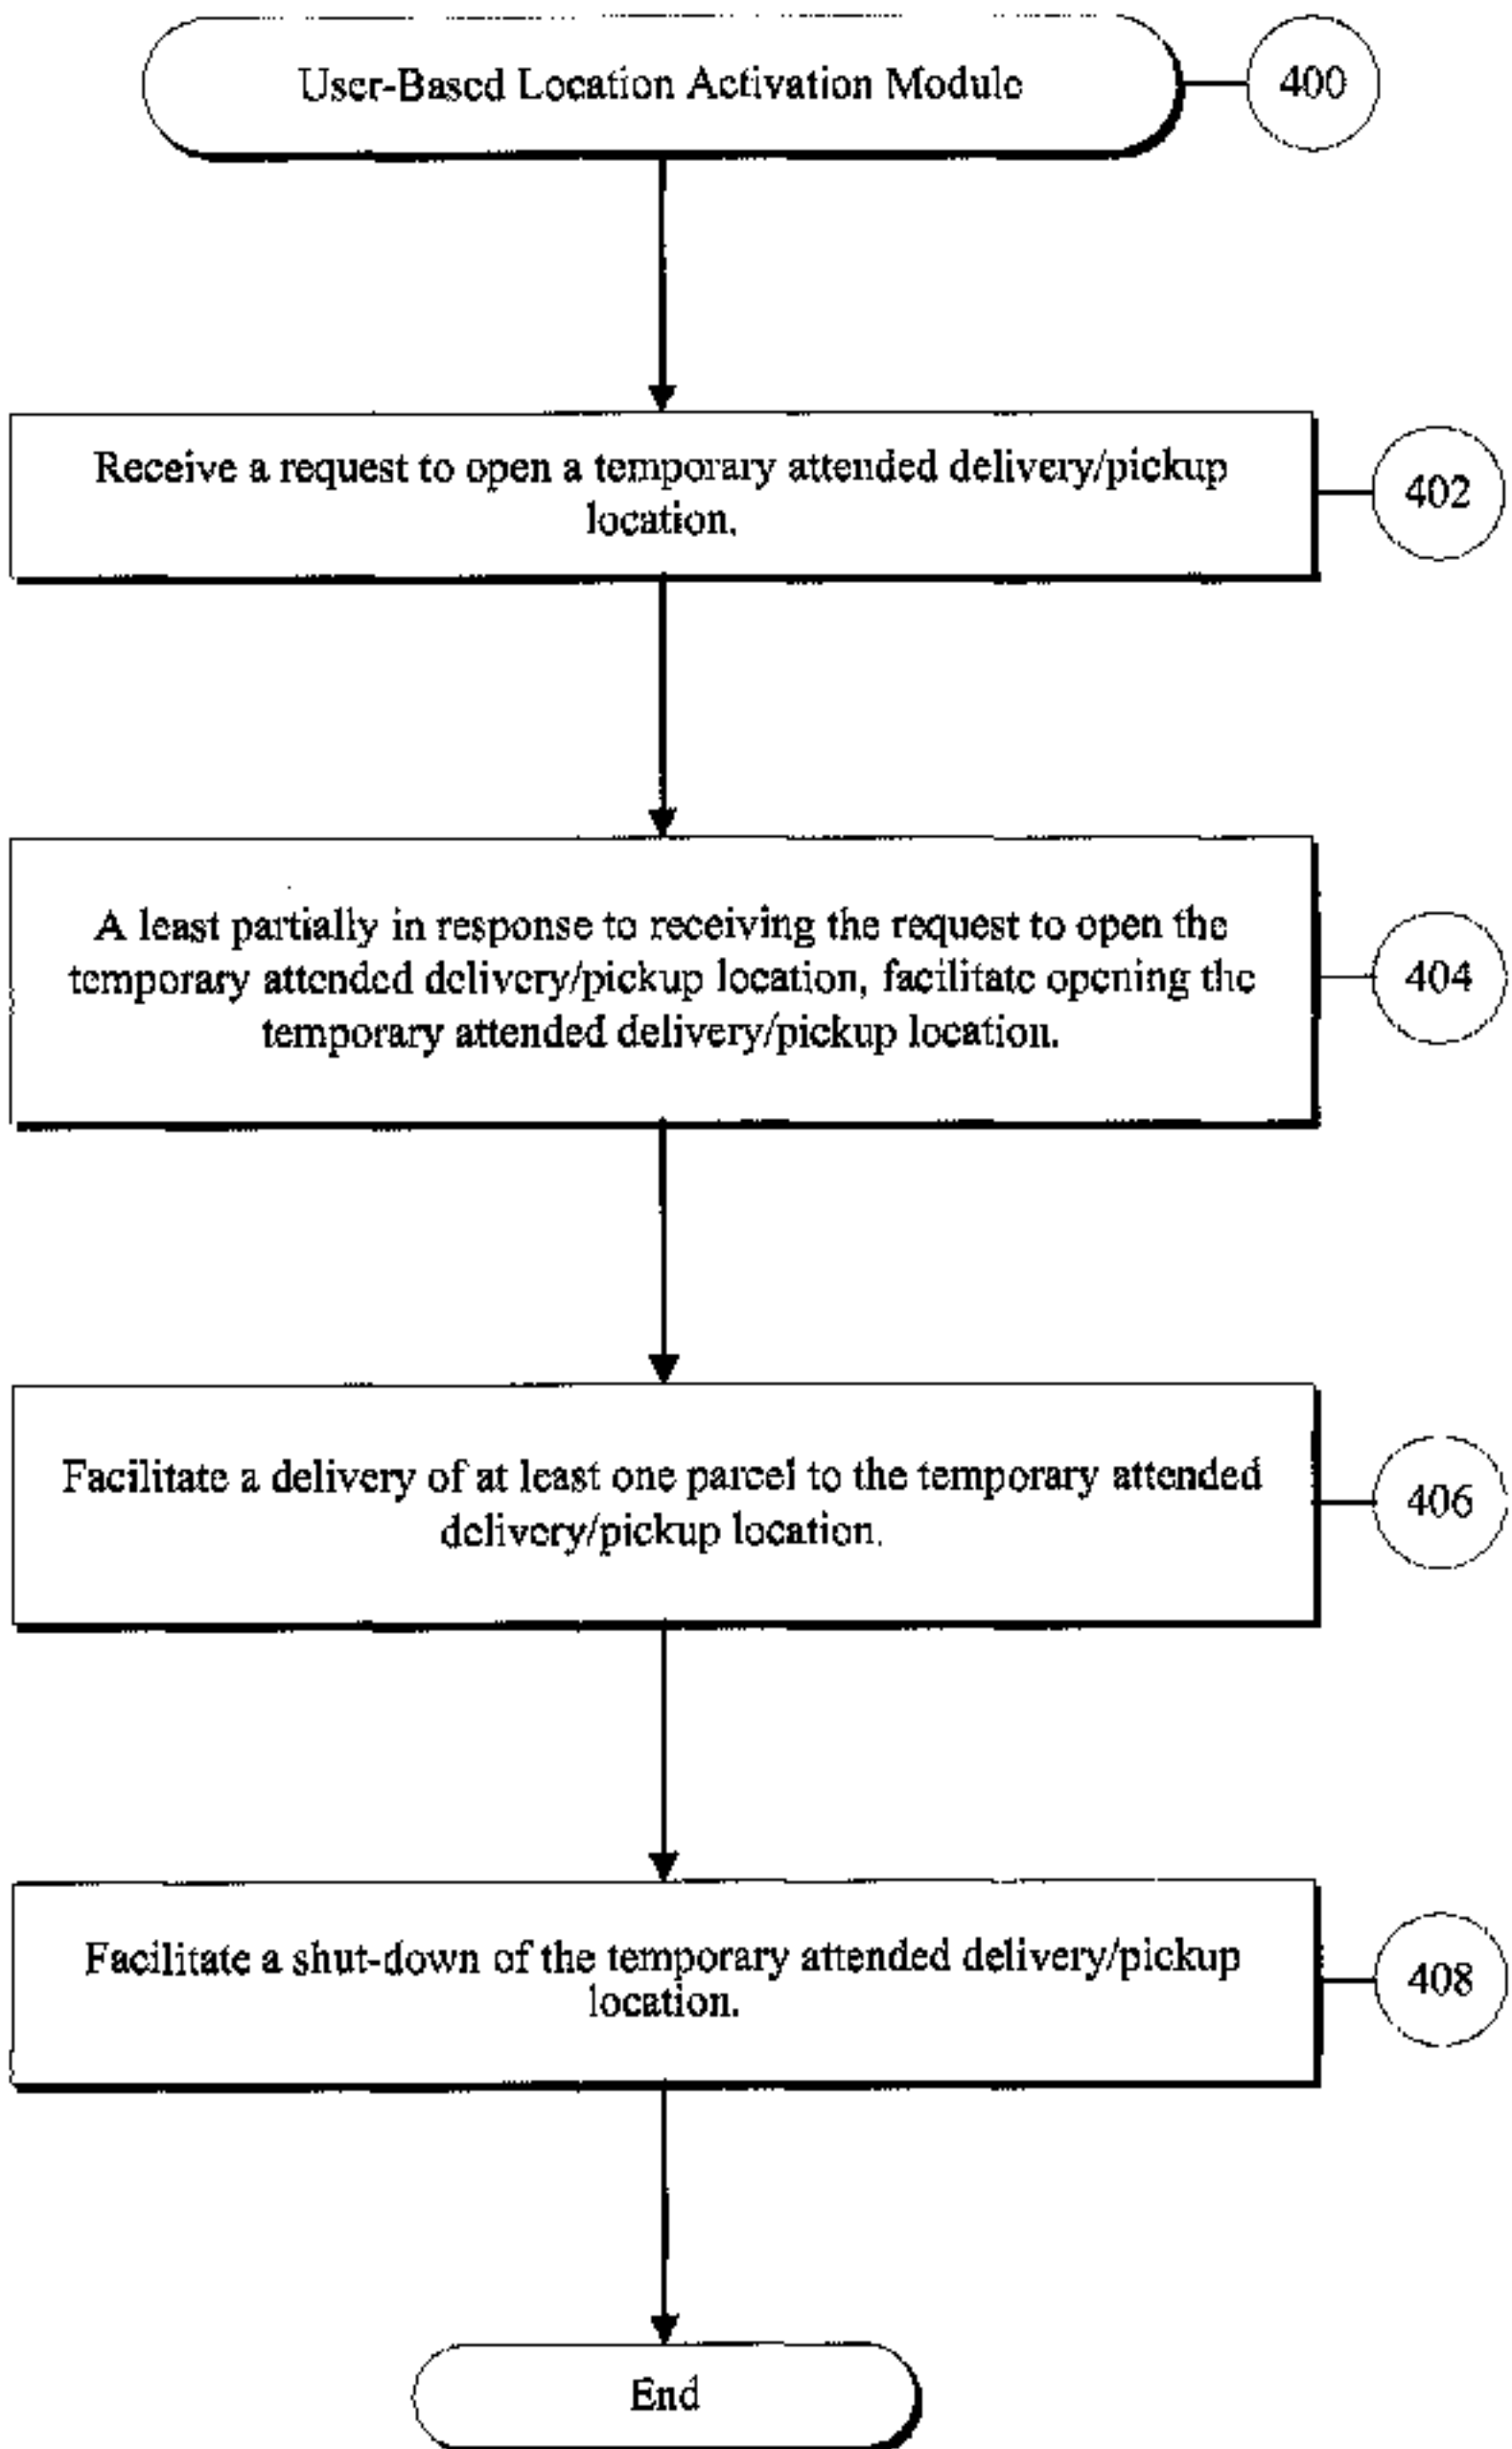 User-Based Location Activation Module
400
Receive a request to open a temporary attended delivery/pickup
location.
402
A least partially in response to receiving the request to open the
temporary attended delivery/pickup location, facilitate opening the
temporary attended delivery/pickup location.
404
Facilitate a delivery of at least one parcel to the temporary attended
delivery/pickup location.
406
Facilitate a shut-down of the temporary attended delivery/pickup
location.
408
End